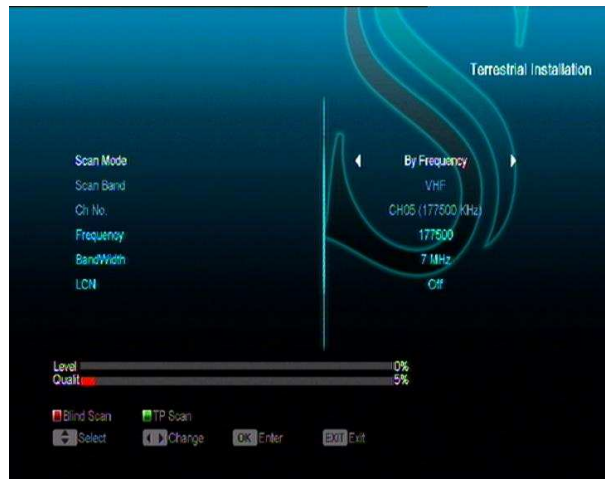 Terrestrial Installation
Scan Mode By Frequency
Scan Band VHF
Ch No. CH05 (177500 KHz)
Frequency 177500
BandWidth 7 MHz
LCN Off
Level 0%
Qualit 5%
Blind Scan TP Scan
Select Change OK Enter EXIT Exit